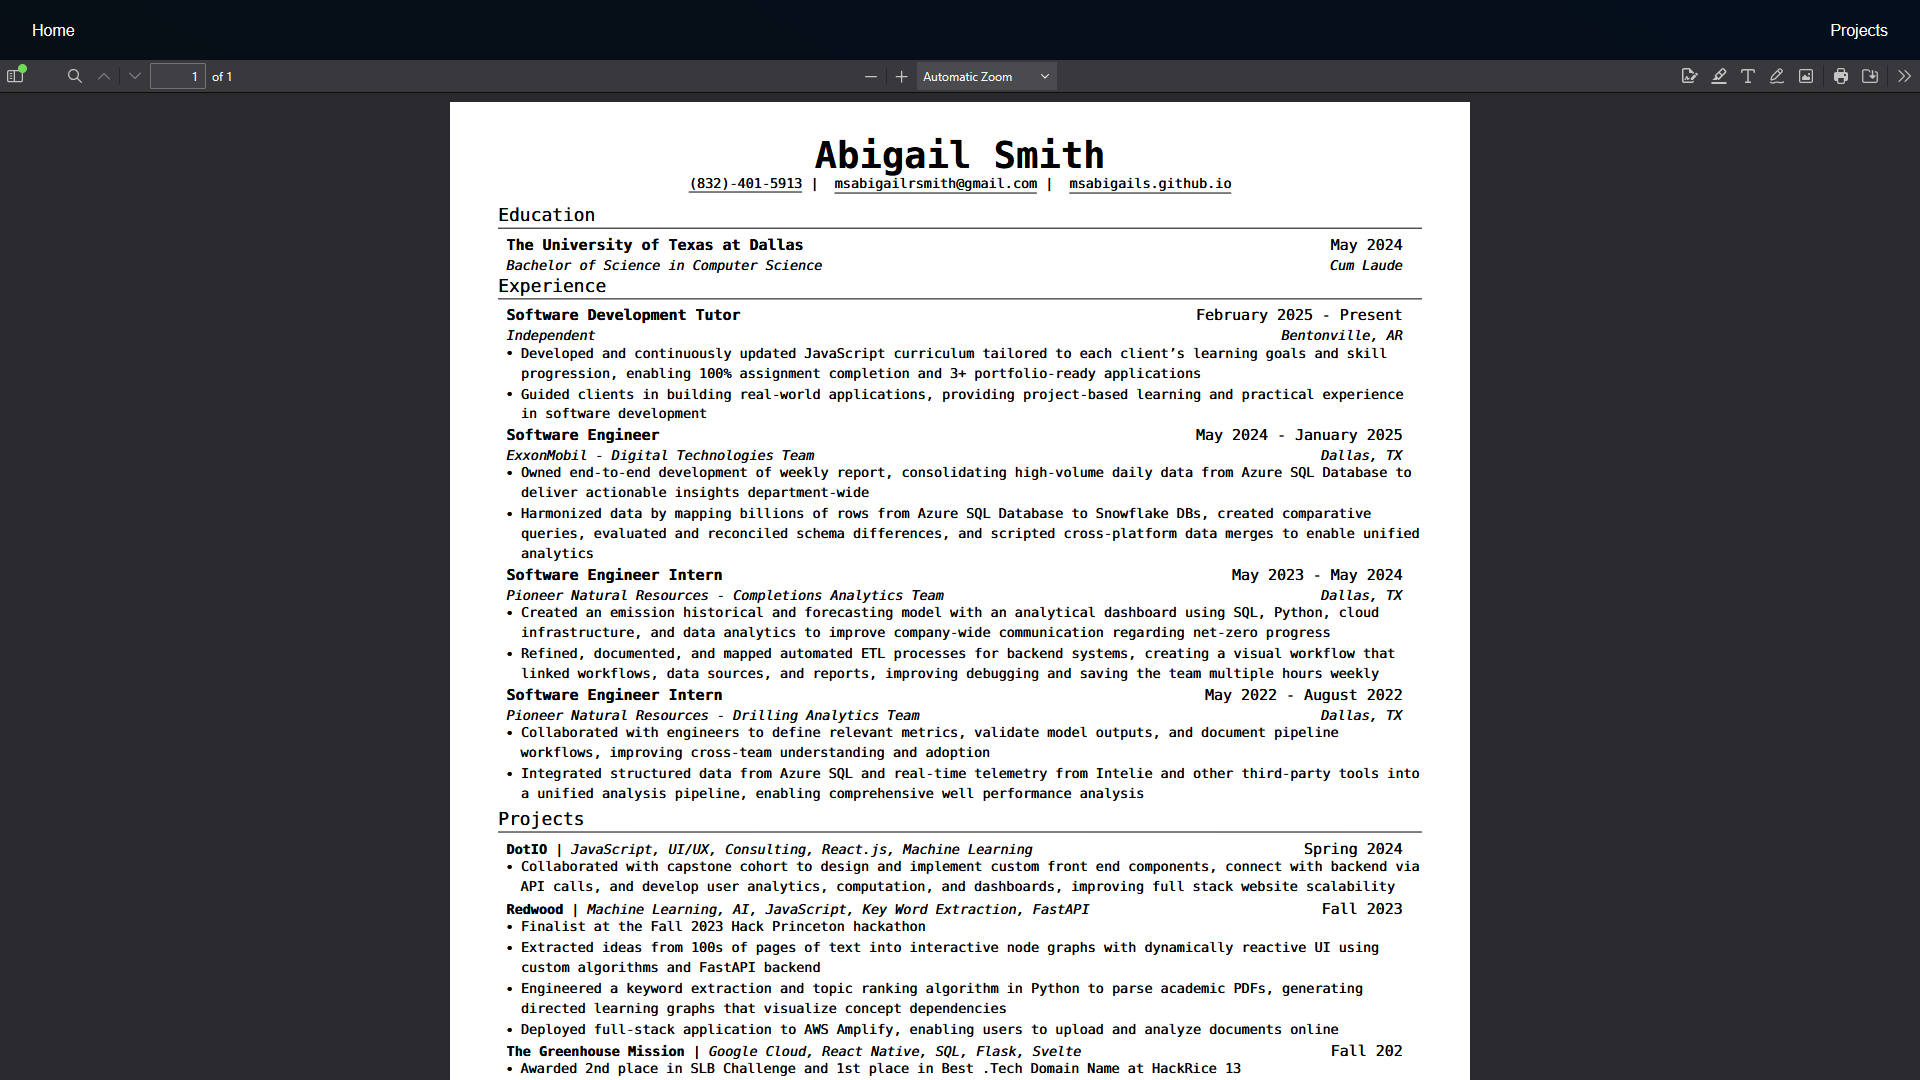 Home
Projects
1 of 1
Automatic Zoom
Abigail Smith
(832)-401-5913 | msabigailrsmith@gmail.com | msabigails.github.io
Education
The University of Texas at Dallas May 2024
Bachelor of Science in Computer Science Cum Laude
Experience
Software Development Tutor February 2025 - Present
Independent Bentonville, AR
• Developed and continuously updated JavaScript curriculum tailored to each client's learning goals and skill
progression, enabling 100% assignment completion and 3+ portfolio-ready applications
• Guided clients in building real-world applications, providing project-based learning and practical experience
in software development
Software Engineer May 2024 - January 2025
ExxonMobil - Digital Technologies Team Dallas, TX
• Owned end-to-end development of weekly report, consolidating high-volume daily data from Azure SQL Database to
deliver actionable insights department-wide
• Harmonized data by mapping billions of rows from Azure SQL Database to Snowflake DBs, created comparative
queries, evaluated and reconciled schema differences, and scripted cross-platform data merges to enable unified
analytics
Software Engineer Intern May 2023 - May 2024
Pioneer Natural Resources - Completions Analytics Team Dallas, TX
• Created an emission historical and forecasting model with an analytical dashboard using SQL, Python, cloud
infrastructure, and data analytics to improve company-wide communication regarding net-zero progress
• Refined, documented, and mapped automated ETL processes for backend systems, creating a visual workflow that
linked workflows, data sources, and reports, improving debugging and saving the team multiple hours weekly
Software Engineer Intern May 2022 - August 2022
Pioneer Natural Resources - Drilling Analytics Team Dallas, TX
• Collaborated with engineers to define relevant metrics, validate model outputs, and document pipeline
workflows, improving cross-team understanding and adoption
• Integrated structured data from Azure SQL and real-time telemetry from Intelie and other third-party tools into
a unified analysis pipeline, enabling comprehensive well performance analysis
Projects
DotIO | JavaScript, UI/UX, Consulting, React.js, Machine Learning Spring 2024
• Collaborated with capstone cohort to design and implement custom front end components, connect with backend via
API calls, and develop user analytics, computation, and dashboards, improving full stack website scalability
Redwood | Machine Learning, AI, JavaScript, Key Word Extraction, FastAPI Fall 2023
• Finalist at the Fall 2023 Hack Princeton hackathon
• Extracted ideas from 100s of pages of text into interactive node graphs with dynamically reactive UI using
custom algorithms and FastAPI backend
• Engineered a keyword extraction and topic ranking algorithm in Python to parse academic PDFs, generating
directed learning graphs that visualize concept dependencies
• Deployed full-stack application to AWS Amplify, enabling users to upload and analyze documents online
The Greenhouse Mission | Google Cloud, React Native, SQL, Flask, Svelte Fall 202
• Awarded 2nd place in SLB Challenge and 1st place in Best .Tech Domain Name at HackRice 13